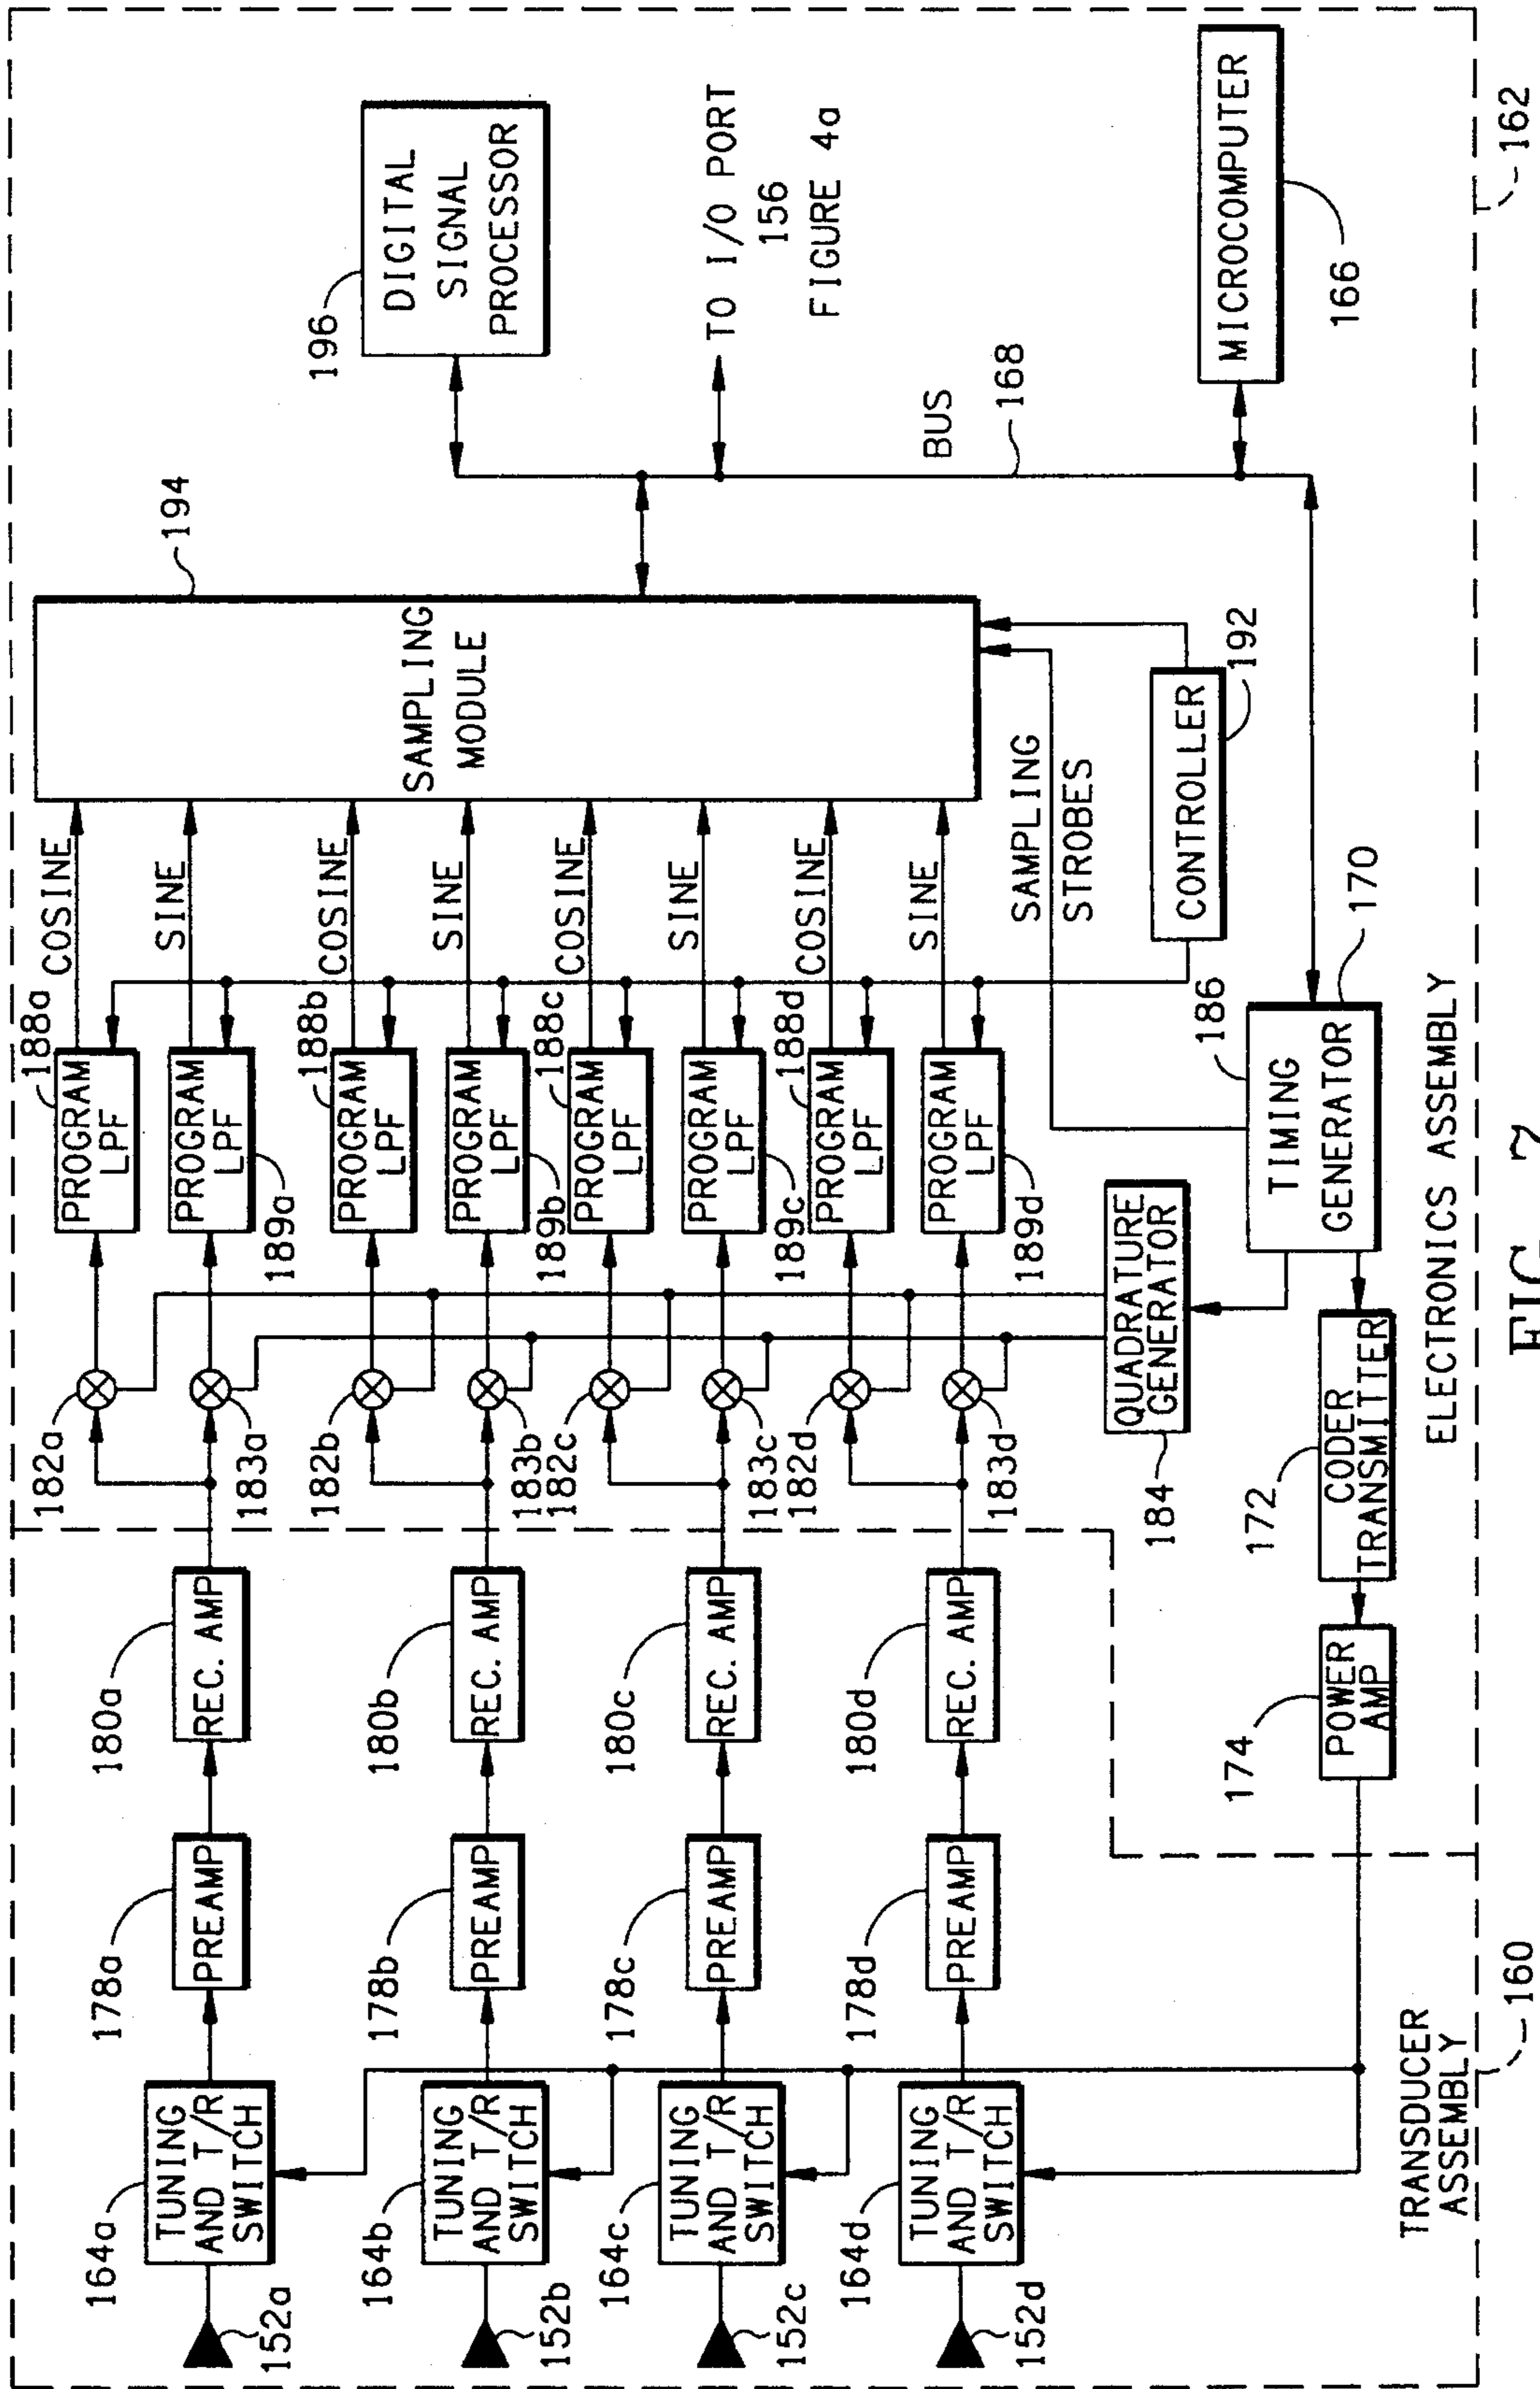 164a
TUNING
AND T/R
SWITCH
152a
178a
PREAMP
180a
REC. AMP
182a
183a
188a
PROGRAM
LPF
COSINE
PROGRAM
LPF
189a
SINE
164b
TUNING
AND T/R
SWITCH
152b
178b
PREAMP
180b
REC. AMP
182b
183b
188b
PROGRAM
LPF
COSINE
PROGRAM
LPF
189b
SINE
164c
TUNING
AND T/R
SWITCH
152c
178c
PREAMP
180c
REC. AMP
182c
183c
188c
PROGRAM
LPF
COSINE
PROGRAM
LPF
189c
SINE
164d
TUNING
AND T/R
SWITCH
152d
178d
PREAMP
180d
REC. AMP
182d
183d
188d
PROGRAM
LPF
COSINE
PROGRAM
LPF
189d
SINE
194
SAMPLING
MODULE
196
DIGITAL
SIGNAL
PROCESSOR
TO I/O PORT
156
FIGURE 4a
BUS
168
MICROCOMPUTER
166
SAMPLING
STROBES
CONTROLLER
192
QUADRATURE
GENERATOR
184
186
TIMING
GENERATOR
170
172
CODER
TRANSMITTER
174
POWER
AMP
TRANSDUCER
ASSEMBLY
160
ELECTRONICS ASSEMBLY
162
FIG. 7